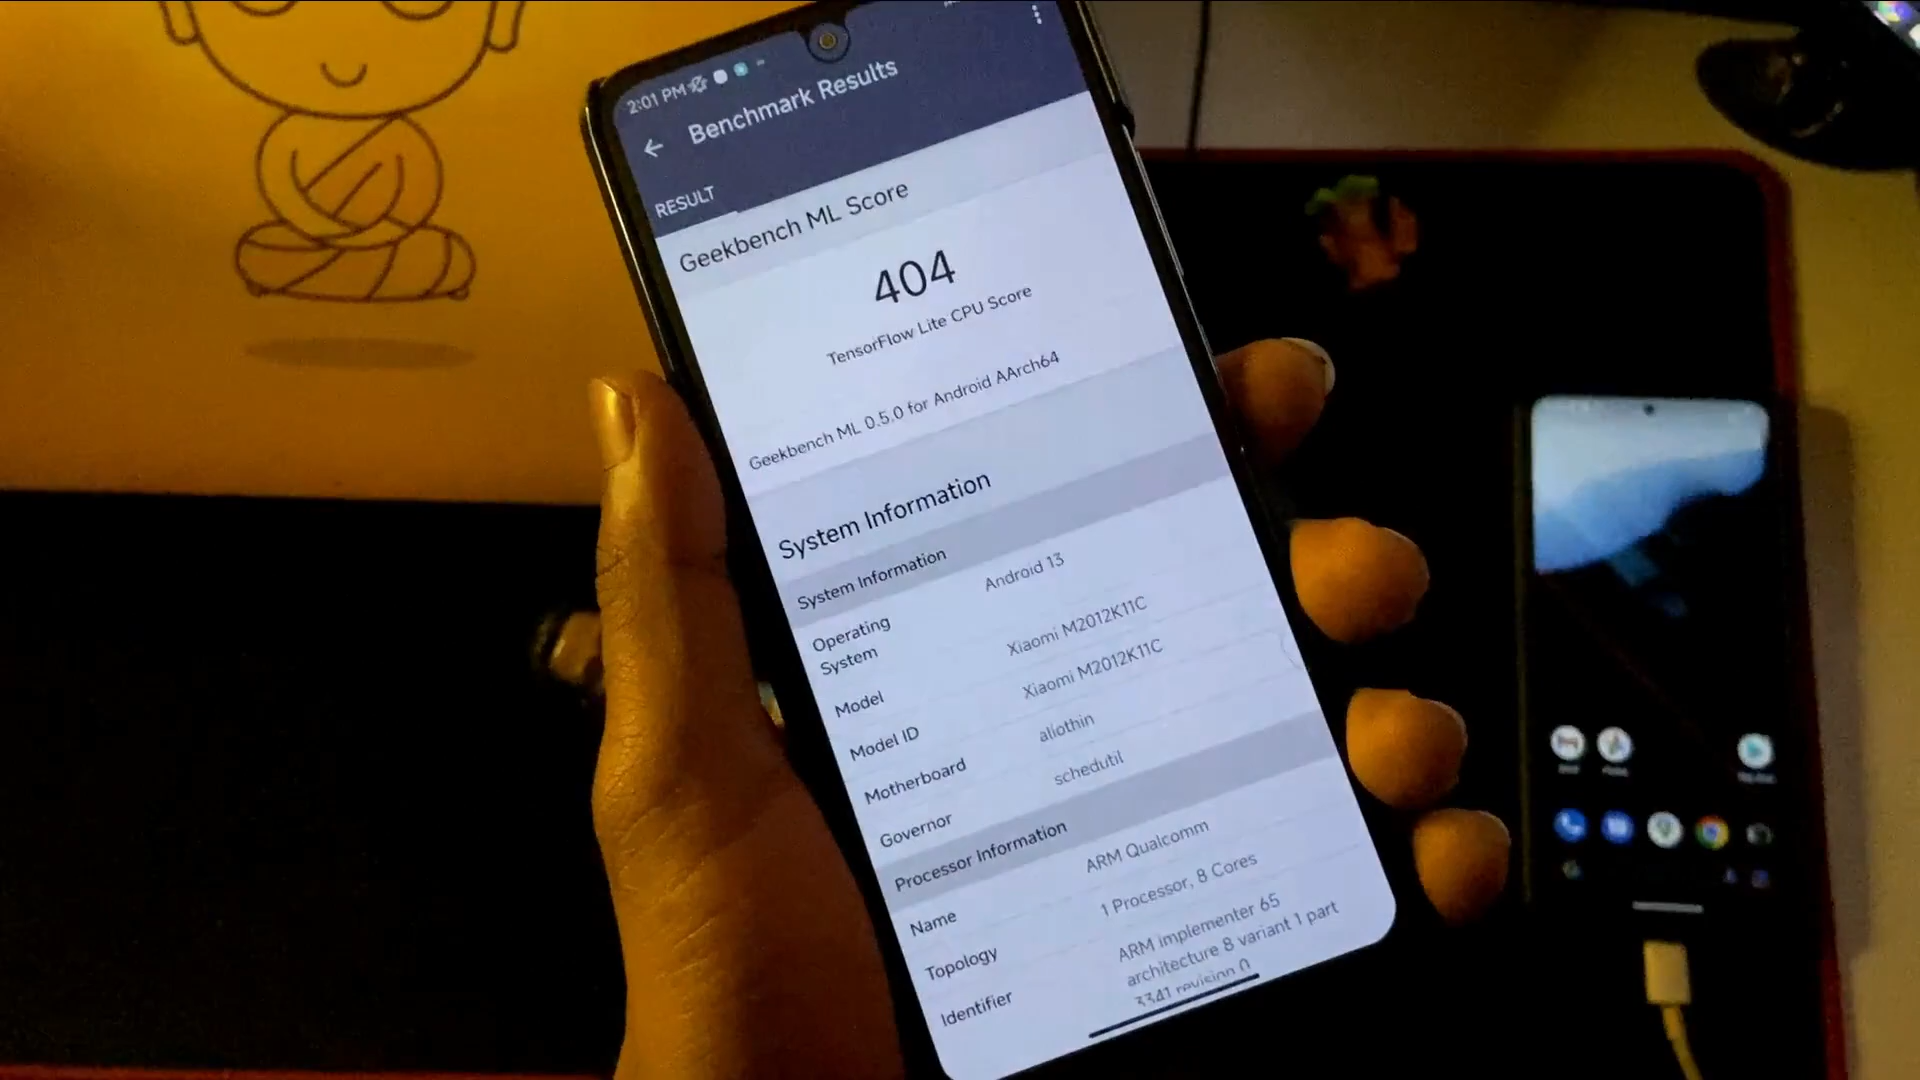 2:01 PM
Benchmark Results
RESULT
Geekbench ML Score
404
TensorFlow Lite CPU Score
Geekbench ML 0.5.0 for Android AArch64
System Information
System Information
Operating System Android 13
Model Xiaomi M2012K11C
Model ID Xiaomi M2012K11C
Motherboard aliothin
Governor schedutil
Processor Information
Name ARM Qualcomm
Topology 1 Processor, 8 Cores
Identifier ARM implementer 65
architecture 8 variant 1 part
3341 revision 0